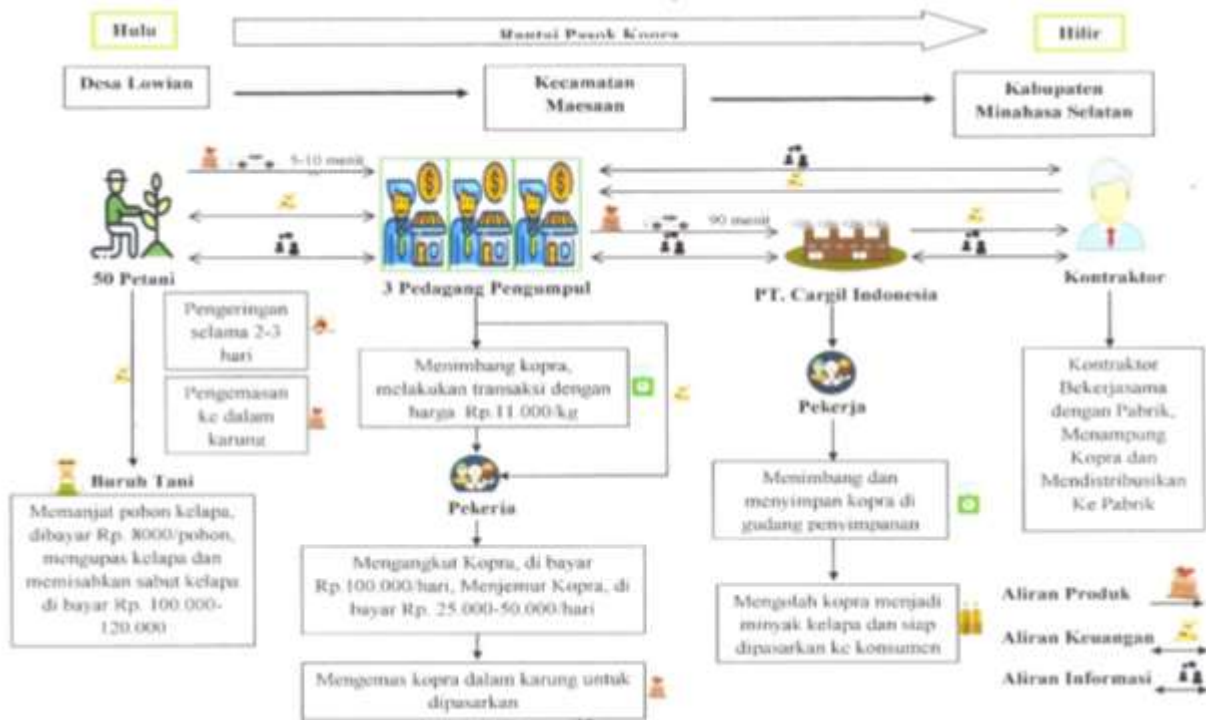 Hulu
Rantai Pasok Kopra
Hilir
Desa Lowian
Kecamatan
Maesaan
Kabupaten
Minahasa Selatan
5-10 menit
90 menit
50 Petani
3 Pedagang Pengumpul
PT. Cargil Indonesia
Kontraktor
Pengeringan
selama 2-3
hari
Pengemasan
ke dalam
karung
Menimbang kopra,
melakukan transaksi dengan
harga Rp.11.000/kg
Pekerja
Kontraktor
Bekerjasama
dengan Pabrik,
Menampung
Kopra dan
Mendistribusikan
Ke Pabrik
Buruh Tani
Memanjat pohon kelapa,
dibayar Rp. 8000/pohon,
mengupas kelapa dan
memisahkan sabut kelapa
di bayar Rp. 100.000-
120.000
Pekerja
Menimbang dan
menyimpan kopra di
gudang penyimpanan
Mengangkut Kopra, di bayar
Rp.100.000/hari, Menjemur Kopra, di
bayar Rp. 25.000-50.000/hari
Mengolah kopra menjadi
minyak kelapa dan siap
dipasarkan ke konsumen
Mengemas kopra dalam karung untuk
dipasarkan
Aliran Produk
Aliran Keuangan
Aliran Informasi